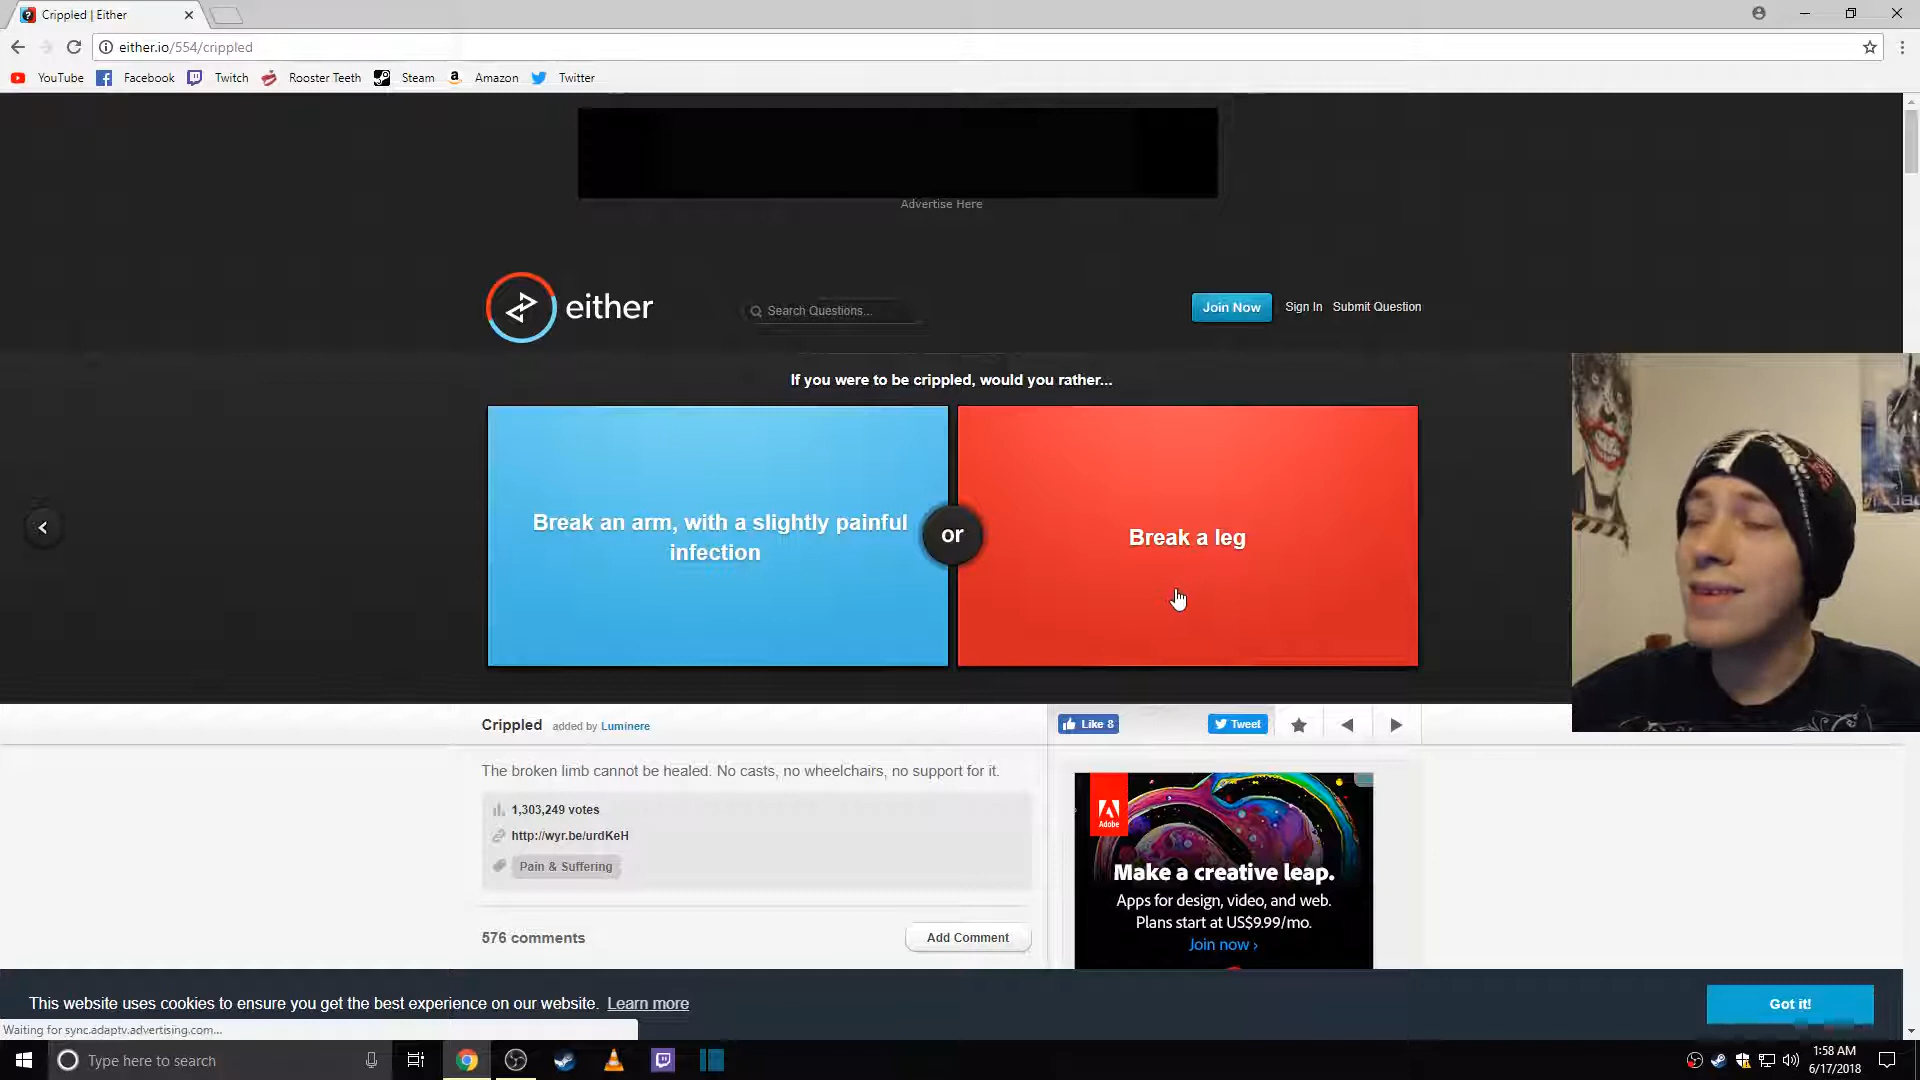 Crippled | Either
either.io/554/crippled
YouTube Facebook Twitch Rooster Teeth Steam Amazon Twitter
Advertise Here
either
Search Questions...
Join Now Sign In Submit Question
If you were to be crippled, would you rather...
Break an arm, with a slightly painful
infection
or
Break a leg
Crippled added by Luminere
Like 8
Tweet
The broken limb cannot be healed. No casts, no wheelchairs, no support for it.
1,303,249 votes
http://wyr.be/urdKeH
Pain & Suffering
576 comments
Add Comment
Adobe
Make a creative leap.
Apps for design, video, and web.
Plans start at US$9.99/mo.
Join now ›
This website uses cookies to ensure you get the best experience on our website. Learn more
Got it!
Waiting for sync.adaptv.advertising.com...
Type here to search
1:58 AM
6/17/2018